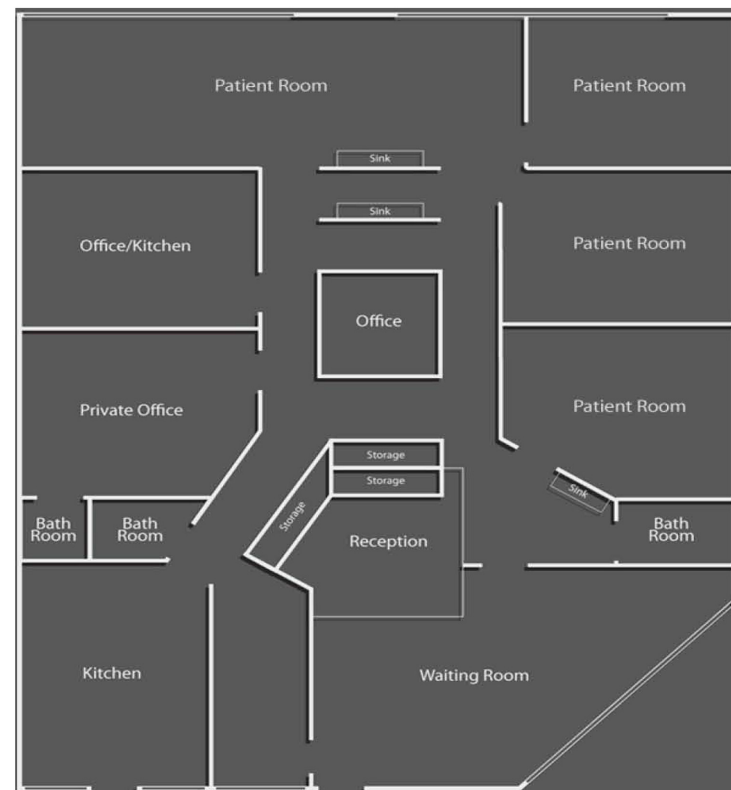 Patient Room
Patient Room
Sink
Sink
Office/Kitchen
Patient Room
Office
Private Office
Patient Room
Storage
Storage
Storage
Sink
Bath
Room
Bath
Room
Reception
Bath
Room
Kitchen
Waiting Room